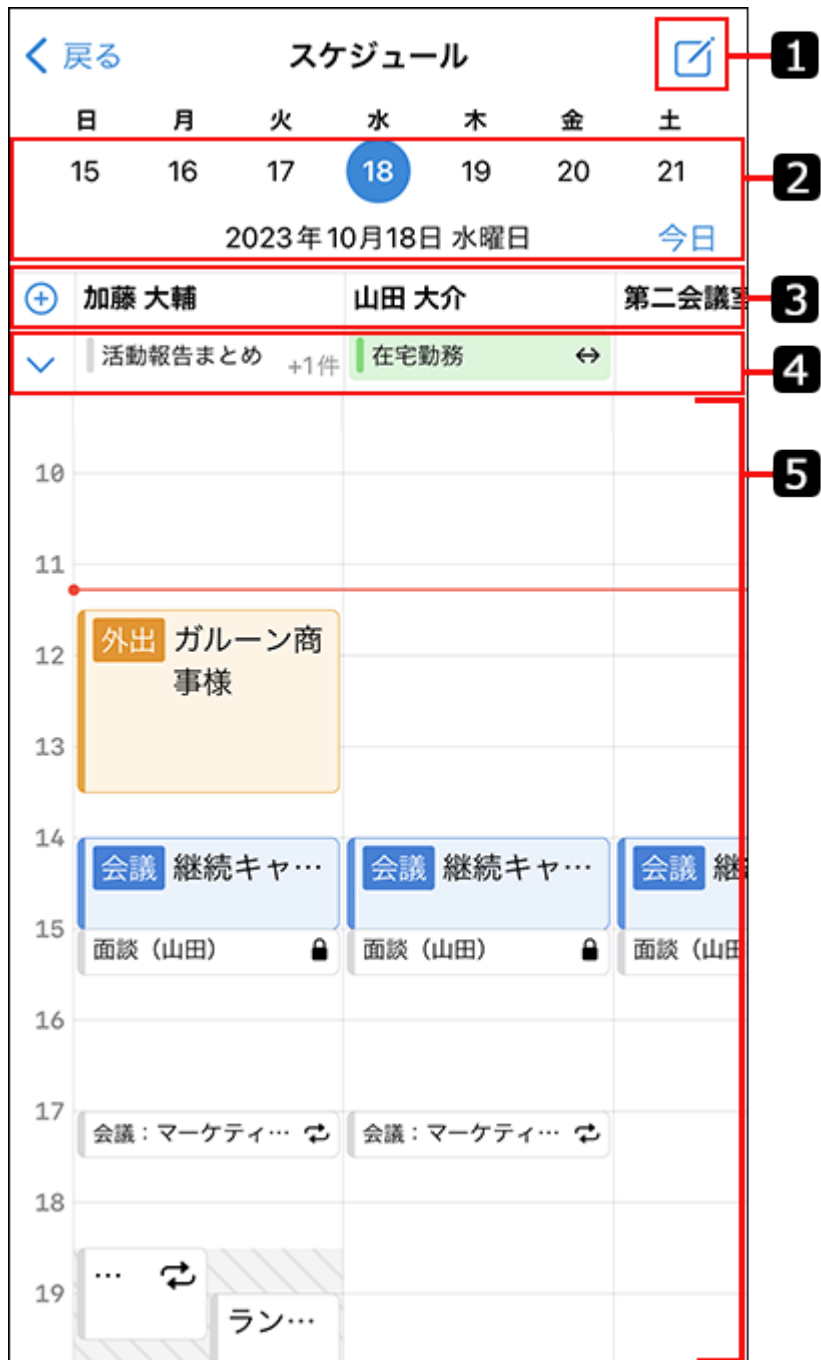 戻る スケジュール 1
日 月 火 水 木 金 土
15 16 17 18 19 20 21 2
2023年10月18日 水曜日 今日
加藤 大輔 山田 大介 第二会議室 3
活動報告まとめ +1件 在宅勤務 4
10 5
11
外出 ガルーン商
12
事様
13
14
会議 継続キャ… 会議 継続キャ… 会議 継
15
面談（山田） 面談（山田） 面談（山田
16
17
会議：マーケティ… 会議：マーケティ…
18
…
19
ラン…